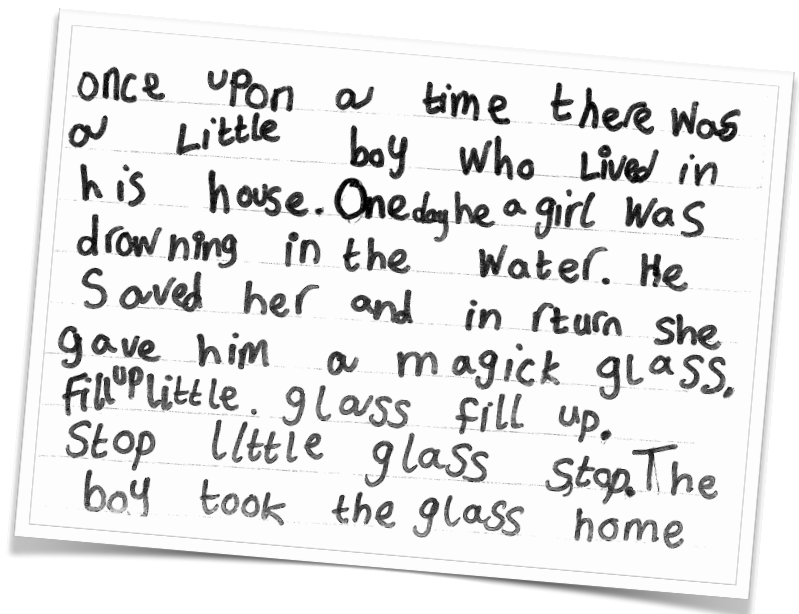 once upon a time there was
a Little boy who Lived in
his house. One day he a girl was
drowning in the water. He
Saved her and in rturn she
gave him a magick glass.
Fill up little. glass fill up.
Stop little glass stop. The
boy took the glass home